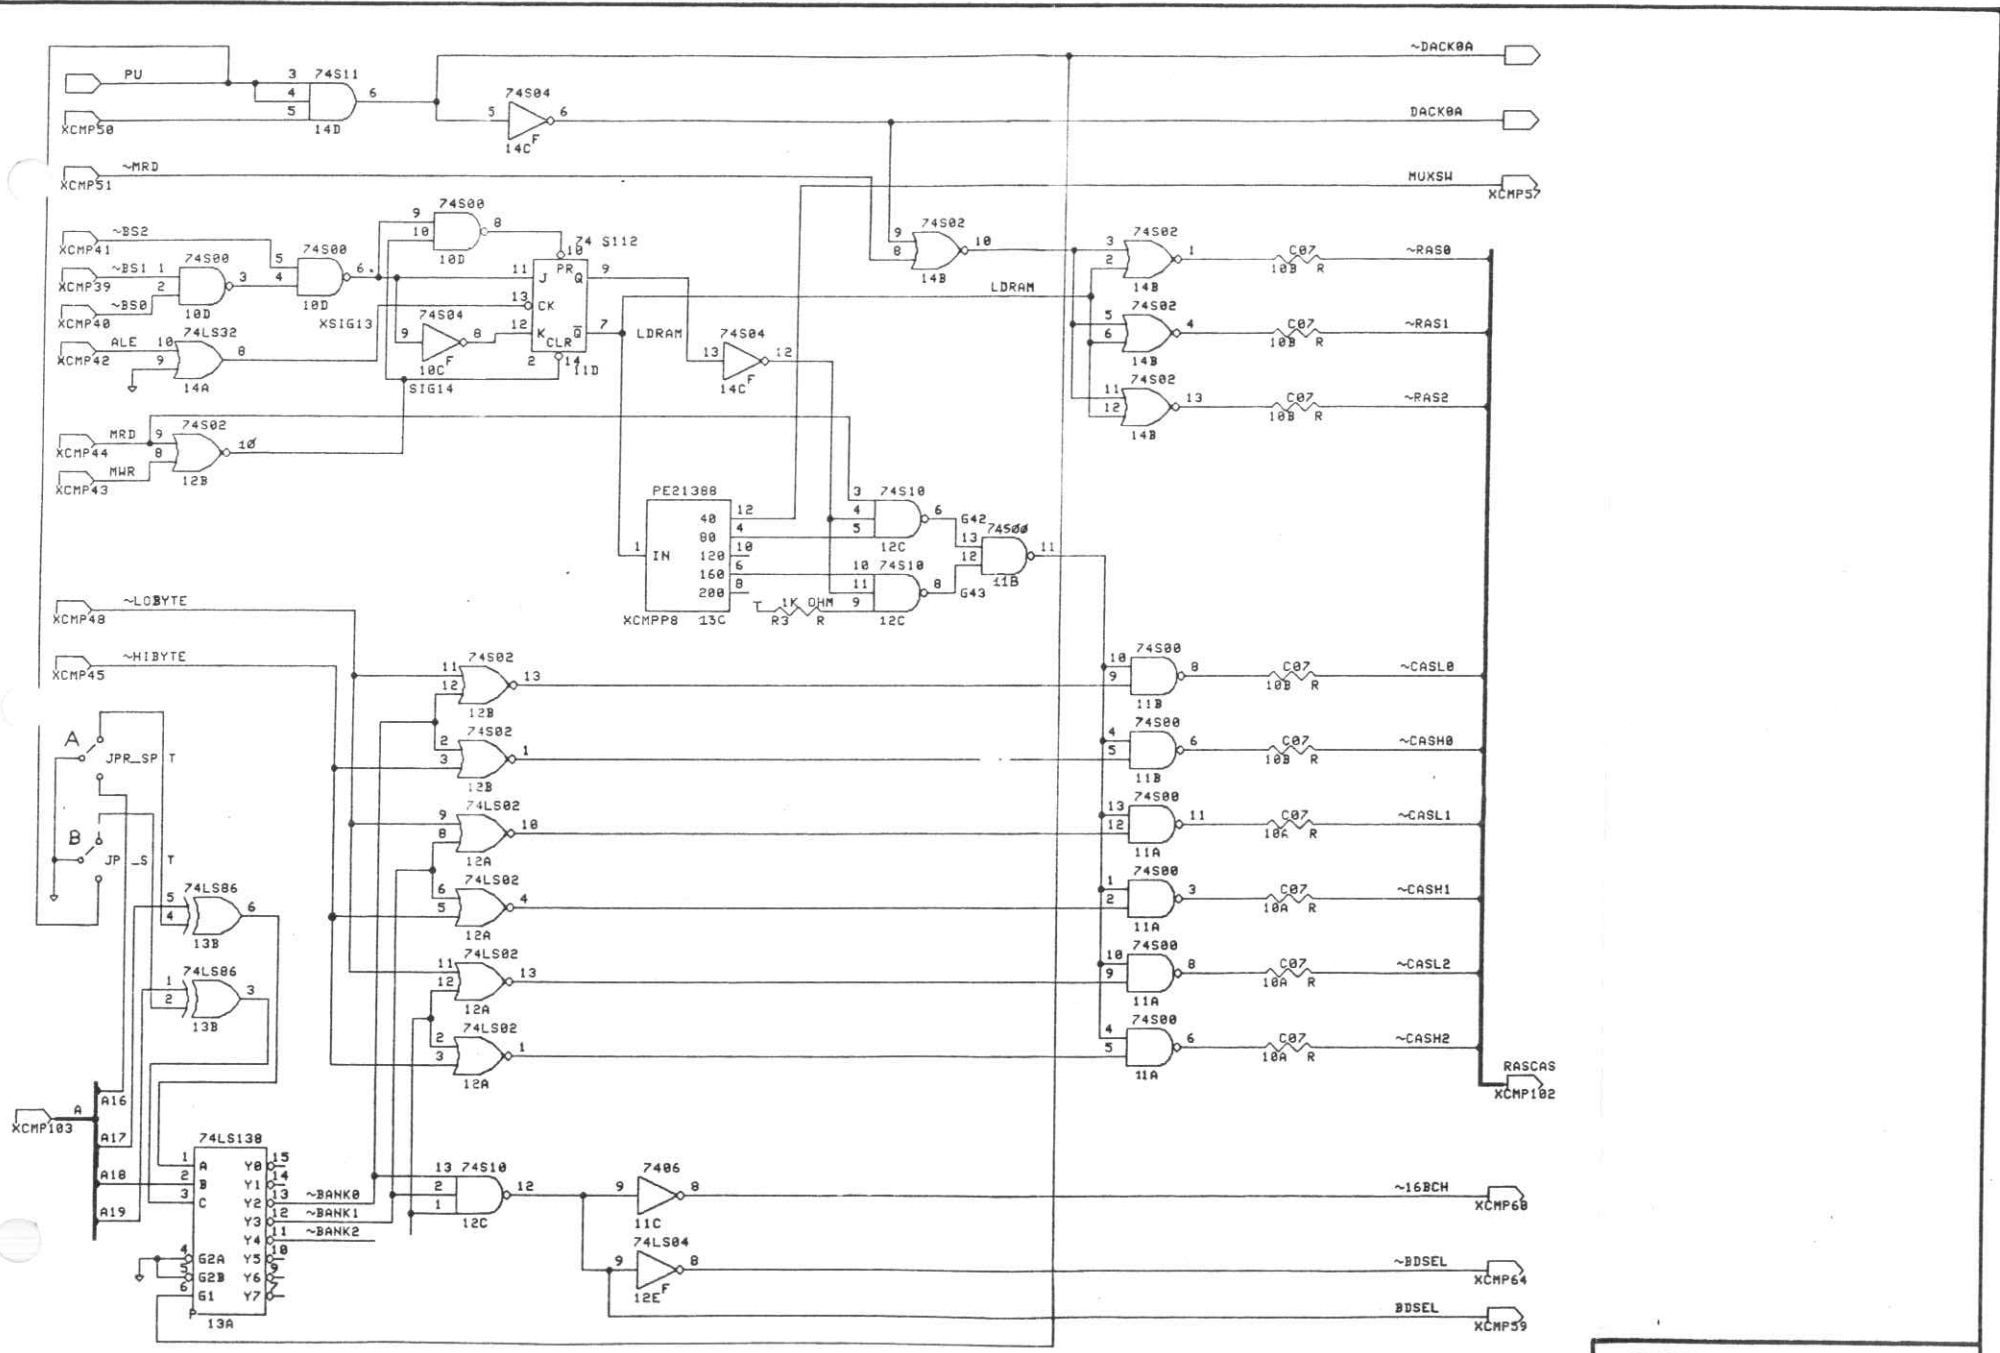 ~DACK0A
PU
3 74S11
4
5
6
14D
XCMP50
74S04
5
6
14C F
DACK0A
~MRD
XCMP51
MUXSW
XCMP57
~BS2
XCMP41
~BS1
XCMP39
~BS0
XCMP40
ALE
XCMP42
74S00
1
2
3
10D
74S00
5
4
6
10D
74S00
9
10
8
10D
74 S112
10
PR
11
J
Q
9
13
CK
12
K
Q
7
CLR
2
14
11D
XSIG13
74S04
9
8
10C F
SIG14
74LS32
10
9
8
14A
LDRAM
74S04
13
12
14C F
74S02
9
8
10
14B
LDRAM
74S02
3
2
1
14B
C07
10B R
~RAS0
74S02
5
6
4
14B
C07
10B R
~RAS1
74S02
11
12
13
14B
C07
10B R
~RAS2
MRD
XCMP44
MWR
XCMP43
74S02
9
8
10
12B
PE21388
1
IN
40
12
80
4
120
10
160
6
200
8
XCMPP8 13C
3 74S10
4
5
6
12C
G42
10 74S10
11
9
8
12C
G43
T 1K OHM
R3 R
74S00
13
12
11
11B
~LOBYTE
XCMP48
~HIBYTE
XCMP45
74S02
11
12
13
12B
74S00
10
9
8
11B
C07
10B R
~CASL0
74S02
2
3
1
12B
74S00
4
5
6
11B
C07
10B R
~CASH0
74LS02
9
8
10
12A
74S00
13
12
11
11A
C07
10A R
~CASL1
74LS02
6
5
4
12A
74S00
1
2
3
11A
C07
10A R
~CASH1
74LS02
11
12
13
12A
74S00
10
9
8
11A
C07
10A R
~CASL2
74LS02
2
3
1
12A
74S00
4
5
6
11A
C07
10A R
~CASH2
RASCAS
XCMP102
A
JPR_SP T
B
JP _S T
74LS86
5
4
6
13B
74LS86
1
2
3
13B
A
XCMP103
A16
A17
A18
A19
74LS138
1
A
2
B
3
C
4
G2A
5
G2B
6
G1
Y0
15
Y1
14
Y2
13
~BANK0
Y3
12
~BANK1
Y4
11
~BANK2
Y5
10
Y6
9
Y7
7
P
13A
13 74S10
2
1
12
12C
7406
9
8
11C
~16BCH
XCMP60
74LS04
9
8
12E F
~BDSEL
XCMP64
BDSEL
XCMP59